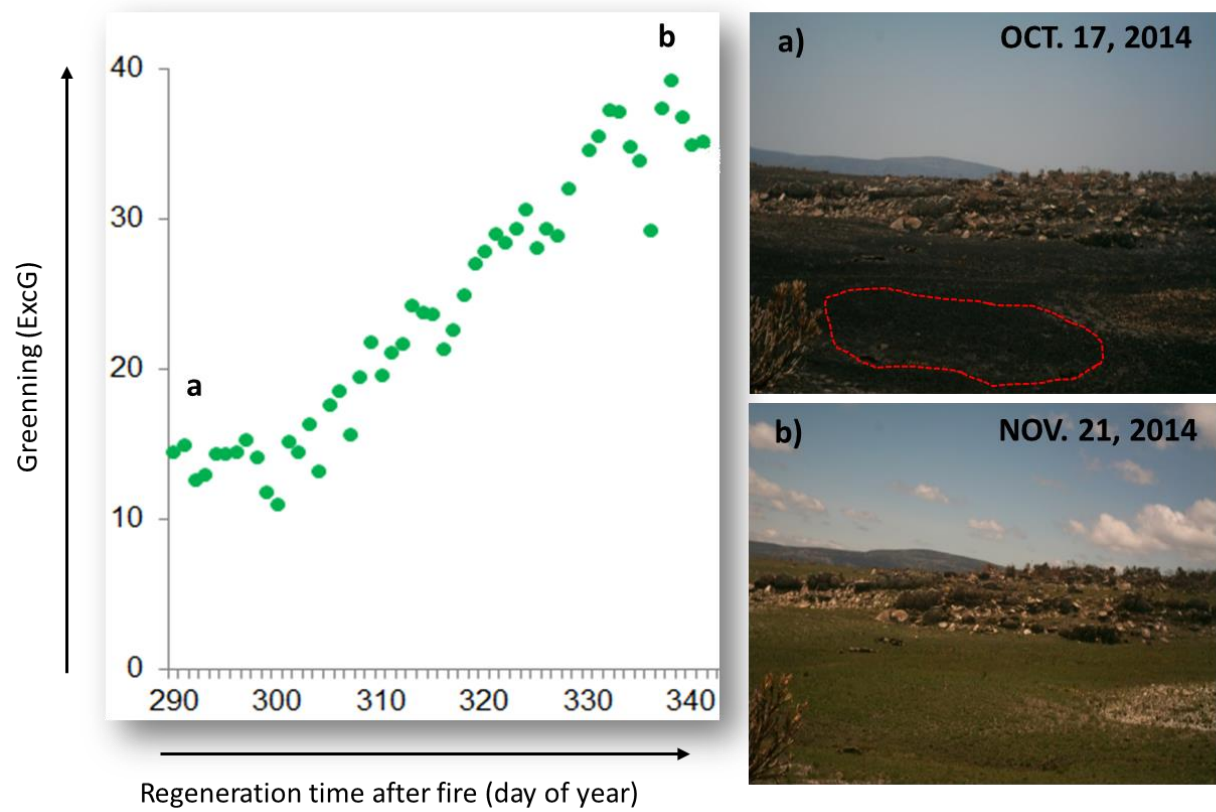 b
40
30
20
10
0
a
290 300 310 320 330 340
Greenning (ExcG)
Regeneration time after fire (day of year)
a) OCT. 17, 2014
b) NOV. 21, 2014